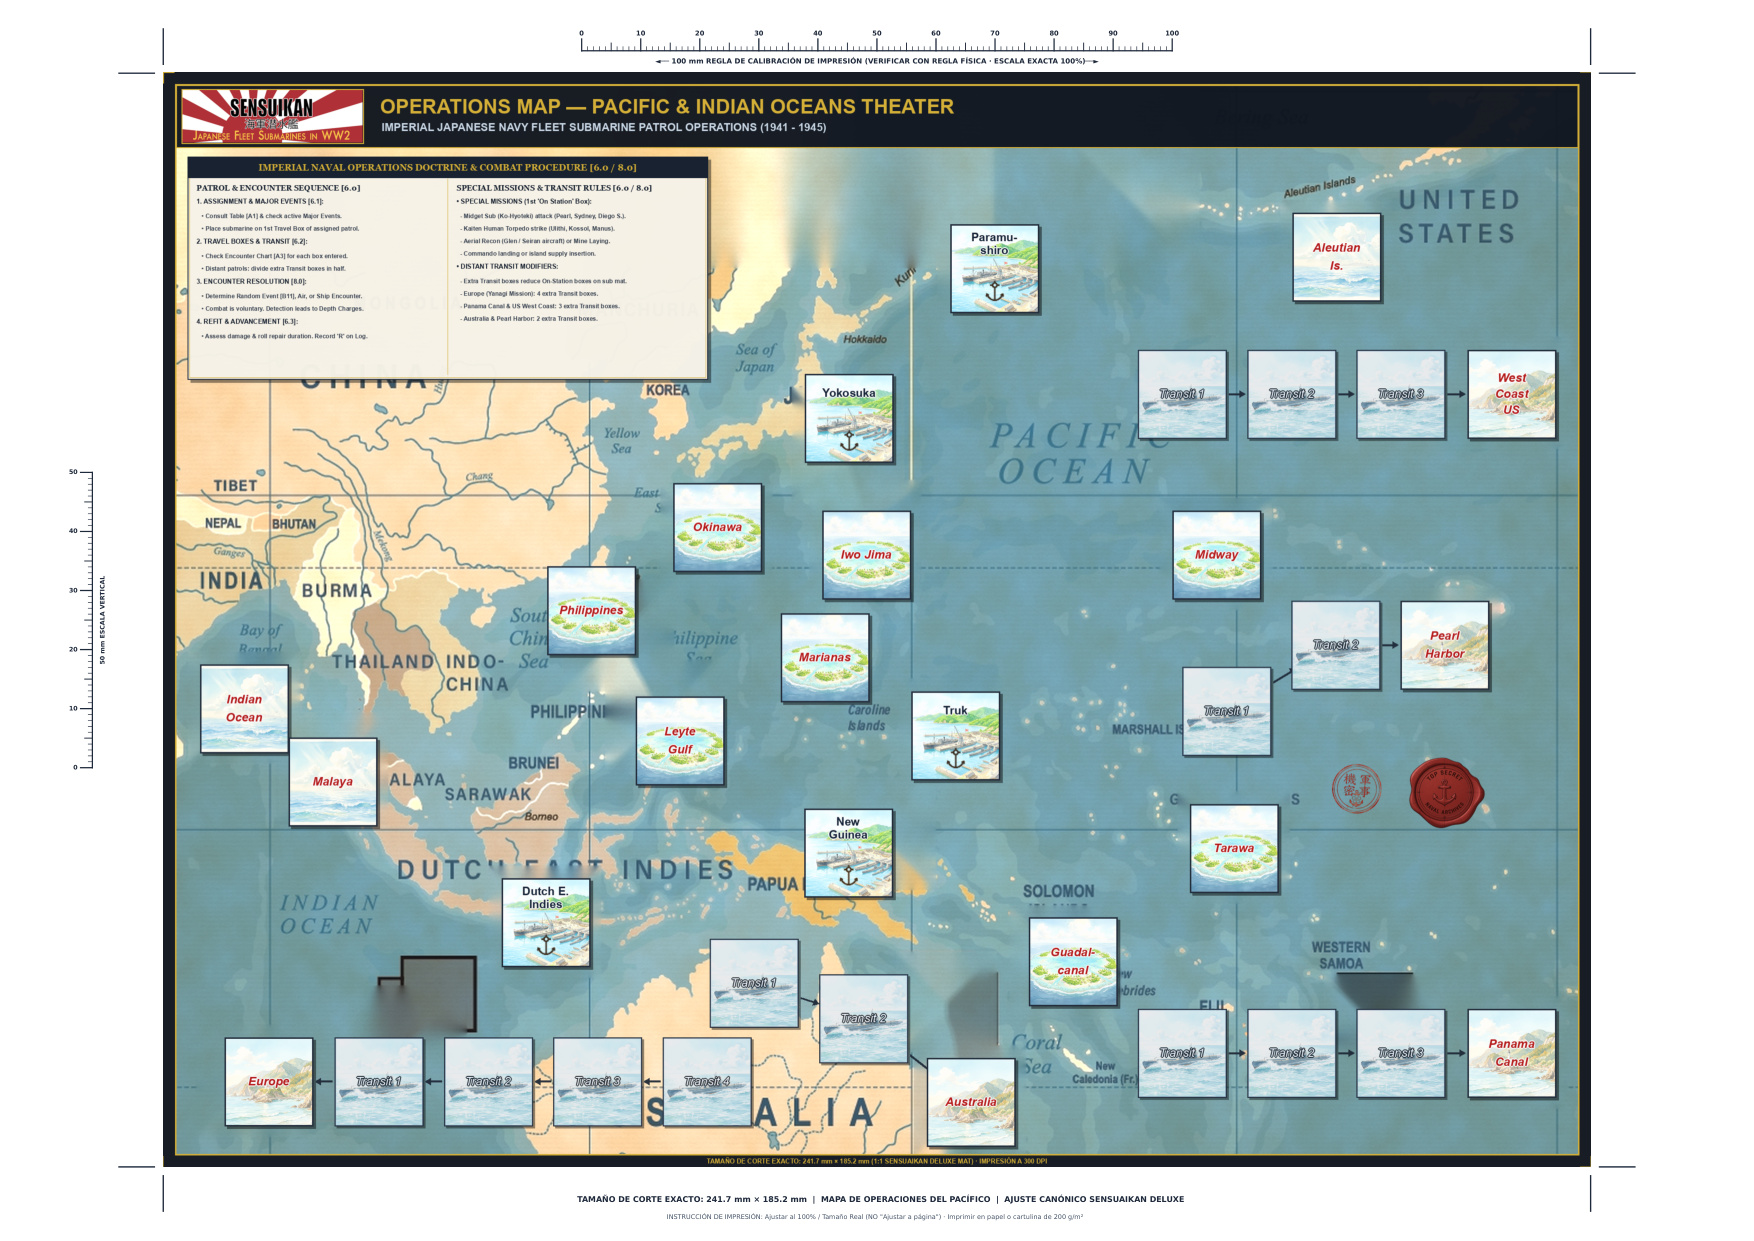 0 10 20 30 40 50 60 70 80 90 100
100 mm REGLA DE CALIBRACIÓN DE IMPRESIÓN (VERIFICAR CON REGLA FÍSICA · ESCALA EXACTA 100%)
SENSUIKAN
JAPANESE FLEET SUBMARINES IN WW2
OPERATIONS MAP — PACIFIC & INDIAN OCEANS THEATER
IMPERIAL JAPANESE NAVY FLEET SUBMARINE PATROL OPERATIONS (1941 - 1945)
IMPERIAL NAVAL OPERATIONS DOCTRINE & COMBAT PROCEDURE [6.0 / 8.0]
PATROL & ENCOUNTER SEQUENCE [6.0]
1. ASSIGNMENT & MAJOR EVENTS [6.1]:
• Consult Table [A1] & check active Major Events.
• Place submarine on 1st Travel Box of assigned patrol.
2. TRAVEL BOXES & TRANSIT [6.2]:
• Check Encounter Chart [A3] for each box entered.
• Distant patrols: divide extra Transit boxes in half.
3. ENCOUNTER RESOLUTION [8.0]:
• Determine Random Event [B11], Air, or Ship Encounter.
• Combat is voluntary. Detection leads to Depth Charges.
4. REFIT & ADVANCEMENT [6.3]:
• Assess damage & roll repair duration. Record 'R' on Log.
SPECIAL MISSIONS & TRANSIT RULES [6.0 / 8.0]
• SPECIAL MISSIONS (1st 'On Station' Box):
- Midget Sub (Ko-Hyoteki) attack (Pearl, Sydney, Diego S.).
- Kaiten Human Torpedo strike (Ulithi, Kossol, Manus).
- Aerial Recon (Glen / Seiran aircraft) or Mine Laying.
- Commando landing or island supply insertion.
• DISTANT TRANSIT MODIFIERS:
- Extra Transit boxes reduce On-Station boxes on sub mat.
- Europe (Yanagi Mission): 4 extra Transit boxes.
- Panama Canal & US West Coast: 3 extra Transit boxes.
- Australia & Pearl Harbor: 2 extra Transit boxes.
Aleutian Islands
UNITED
STATES
Paramu-
shiro
Aleutian
Is.
Hokkaido
Sea of
Japan
CHINA
KOREA
J
Yokosuka
Transit 1
Transit 2
Transit 3
West
Coast
US
Yellow
Sea
PACIFIC
OCEAN
Chang
TIBET
East
S
NEPAL
BHUTAN
Mekong
Ganges
INDIA
BURMA
Okinawa
Iwo Jima
Midway
Philippines
South
Chin
Sea
Bay of
Bengal
THAILAND
INDO-
CHINA
Marianas
Transit 2
Pearl
Harbor
Indian
Ocean
PHILIPPIN
Leyte
Gulf
Caroline
Islands
Truk
MARSHALL IS
Transit 1
Malaya
ALAYA
SARAWAK
BRUNEI
Borneo
機 軍
密 事
TOP SECRET
G
S
New
Guinea
Tarawa
DUTCH EAST INDIES
PAPUA
Dutch E.
Indies
SOLOMON
INDIAN
OCEAN
Guadal-
canal
WESTERN
SAMOA
Transit 1
Transit 2
ew
ebrides
FIJI
Coral
Sea
New
Caledonia (Fr.)
Transit 1
Transit 2
Transit 3
Panama
Canal
Europe
Transit 1
Transit 2
Transit 3
Transit 4
S
ALIA
Australia
50
40
30
20
10
0
50 mm ESCALA VERTICAL
TAMAÑO DE CORTE EXACTO: 241.7 mm × 185.2 mm (1:1 SENSUAIKAN DELUXE MAT) · IMPRESIÓN A 300 DPI
TAMAÑO DE CORTE EXACTO: 241.7 mm × 185.2 mm | MAPA DE OPERACIONES DEL PACÍFICO | AJUSTE CANÓNICO SENSUAIKAN DELUXE
INSTRUCCIÓN DE IMPRESIÓN: Ajustar al 100% / Tamaño Real (NO "Ajustar a página") · Imprimir en papel o cartulina de 200 g/m²